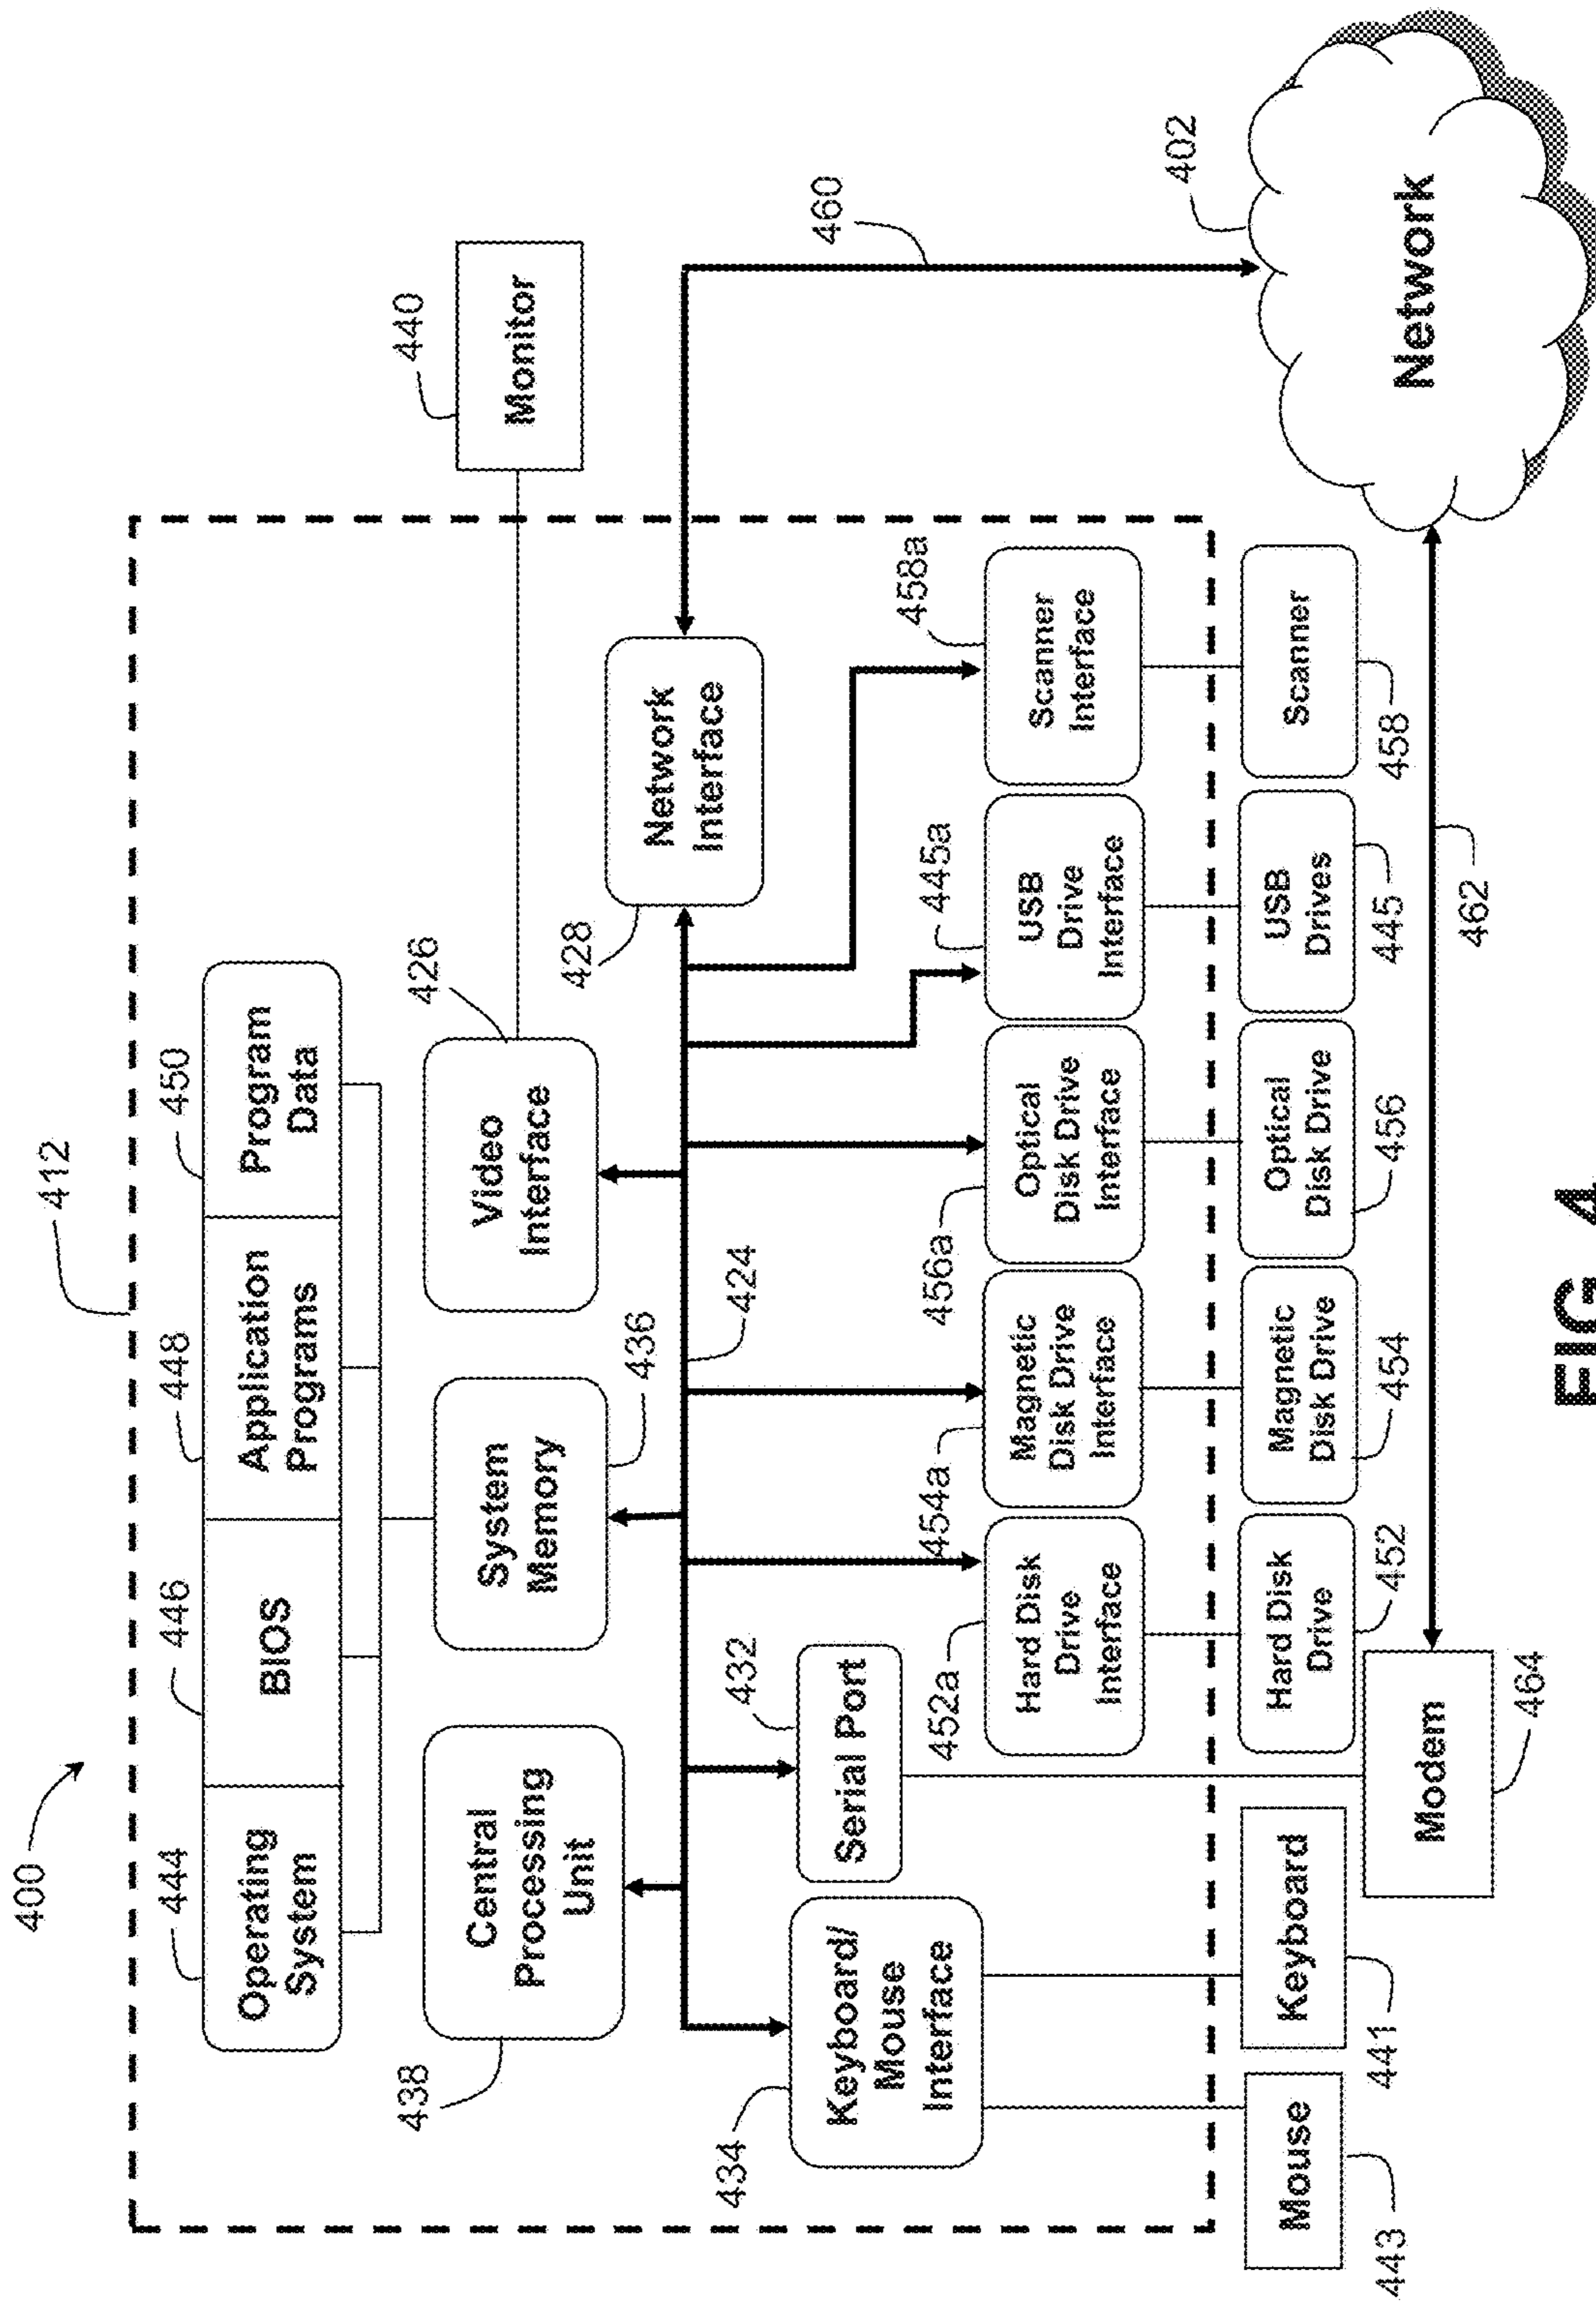 400
412
444
446
448
450
Operating
System
BIOS
Application
Programs
Program
Data
438
Central
Processing
Unit
System
Memory
436
Video
Interface
426
440
Monitor
428
Network
Interface
424
460
434
Keyboard/
Mouse
Interface
432
Serial Port
452a
Hard Disk
Drive
Interface
454a
Magnetic
Disk Drive
Interface
456a
Optical
Disk Drive
Interface
445a
USB
Drive
Interface
458a
Scanner
Interface
402
Network
Mouse
443
Keyboard
441
Hard Disk
Drive
452
Magnetic
Disk Drive
454
Optical
Disk Drive
456
USB
Drives
445
Scanner
458
Modem
464
462
FIG. 4